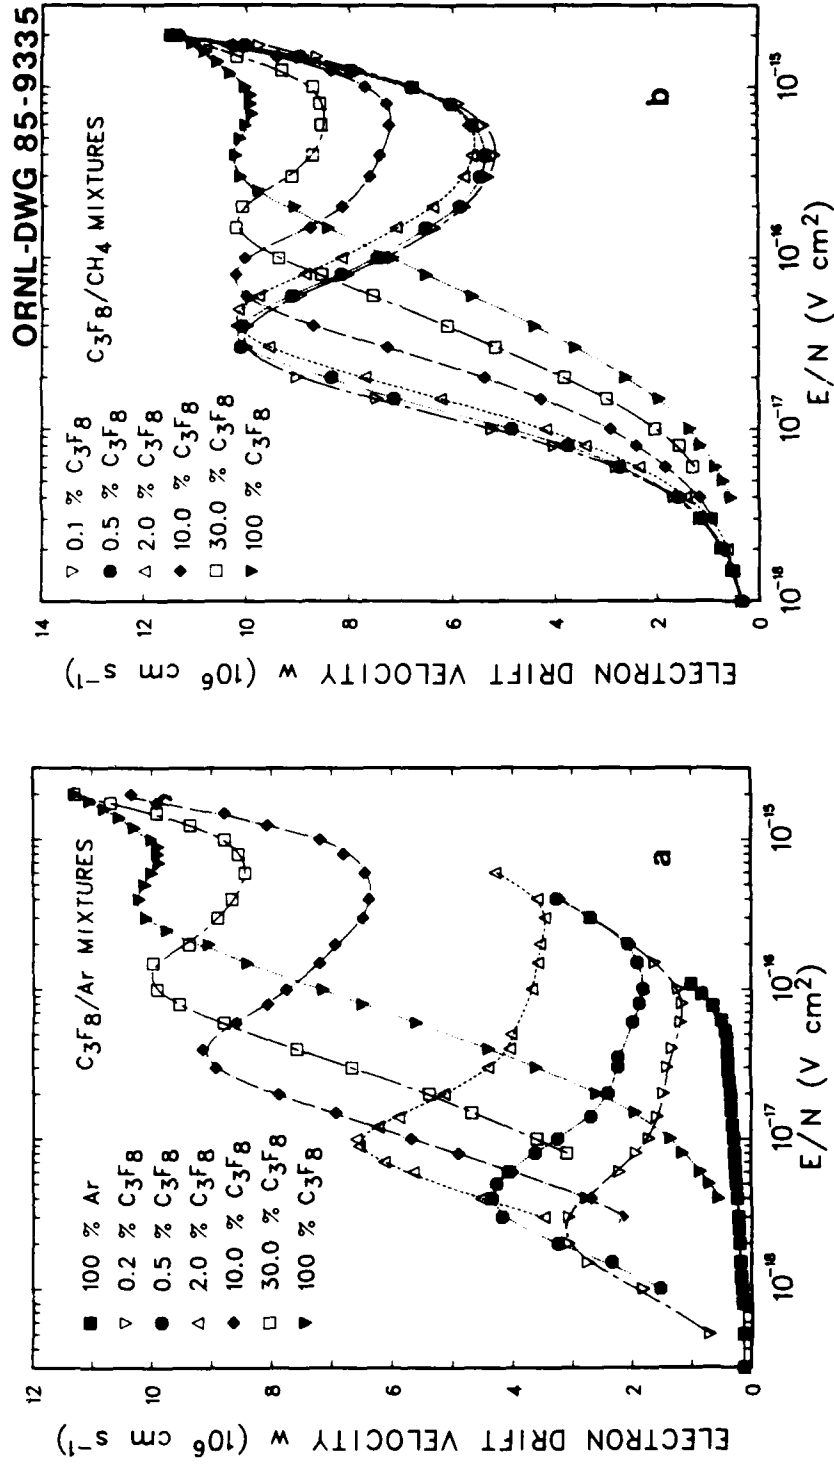 ORNL-DWG 85-9335
C₃F₈/Ar MIXTURES
■ 100 % Ar
▽ 0.2 % C₃F₈
● 0.5 % C₃F₈
△ 2.0 % C₃F₈
◆ 10.0 % C₃F₈
□ 30.0 % C₃F₈
▼ 100 % C₃F₈
ELECTRON DRIFT VELOCITY w (10⁶ cm s⁻¹)
12
10
8
6
4
2
0
10⁻¹⁸
10⁻¹⁷
10⁻¹⁶
10⁻¹⁵
E/N (V cm²)
a
C₃F₈/CH₄ MIXTURES
▽ 0.1 % C₃F₈
● 0.5 % C₃F₈
△ 2.0 % C₃F₈
◆ 10.0 % C₃F₈
□ 30.0 % C₃F₈
▼ 100 % C₃F₈
ELECTRON DRIFT VELOCITY w (10⁶ cm s⁻¹)
14
12
10
8
6
4
2
0
10⁻¹⁸
10⁻¹⁷
10⁻¹⁶
10⁻¹⁵
E/N (V cm²)
b